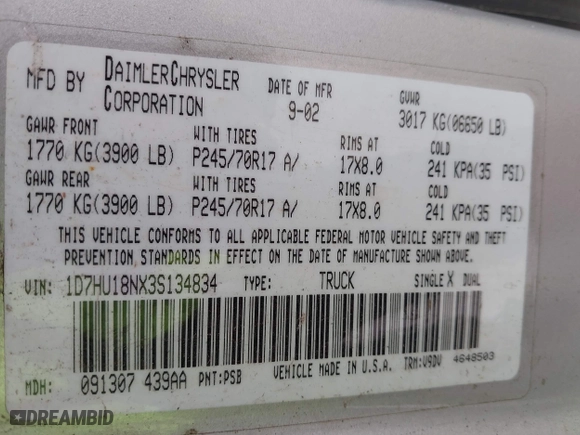 MFD BY DAIMLERCHRYSLER CORPORATION DATE OF MFR 9-02 GVWR 3017 KG(06650 LB)
GAWR FRONT WITH TIRES RIMS AT COLD
1770 KG(3900 LB) P245/70R17 A/ 17X8.0 241 KPA(35 PSI)
GAWR REAR WITH TIRES RIMS AT COLD
1770 KG(3900 LB) P245/70R17 A/ 17X8.0 241 KPA(35 PSI)
THIS VEHICLE CONFORMS TO ALL APPLICABLE FEDERAL MOTOR VEHICLE SAFETY AND THEFT
PREVENTION STANDARDS IN EFFECT ON THE DATE OF MANUFACTURE SHOWN ABOVE.
VIN: 1D7HU18NX3S134834 TYPE: TRUCK SINGLE X DUAL
MDH: 091307 439AA PNT:PSB VEHICLE MADE IN U.S.A. TRM:V9DV 4648503
DREAMBID